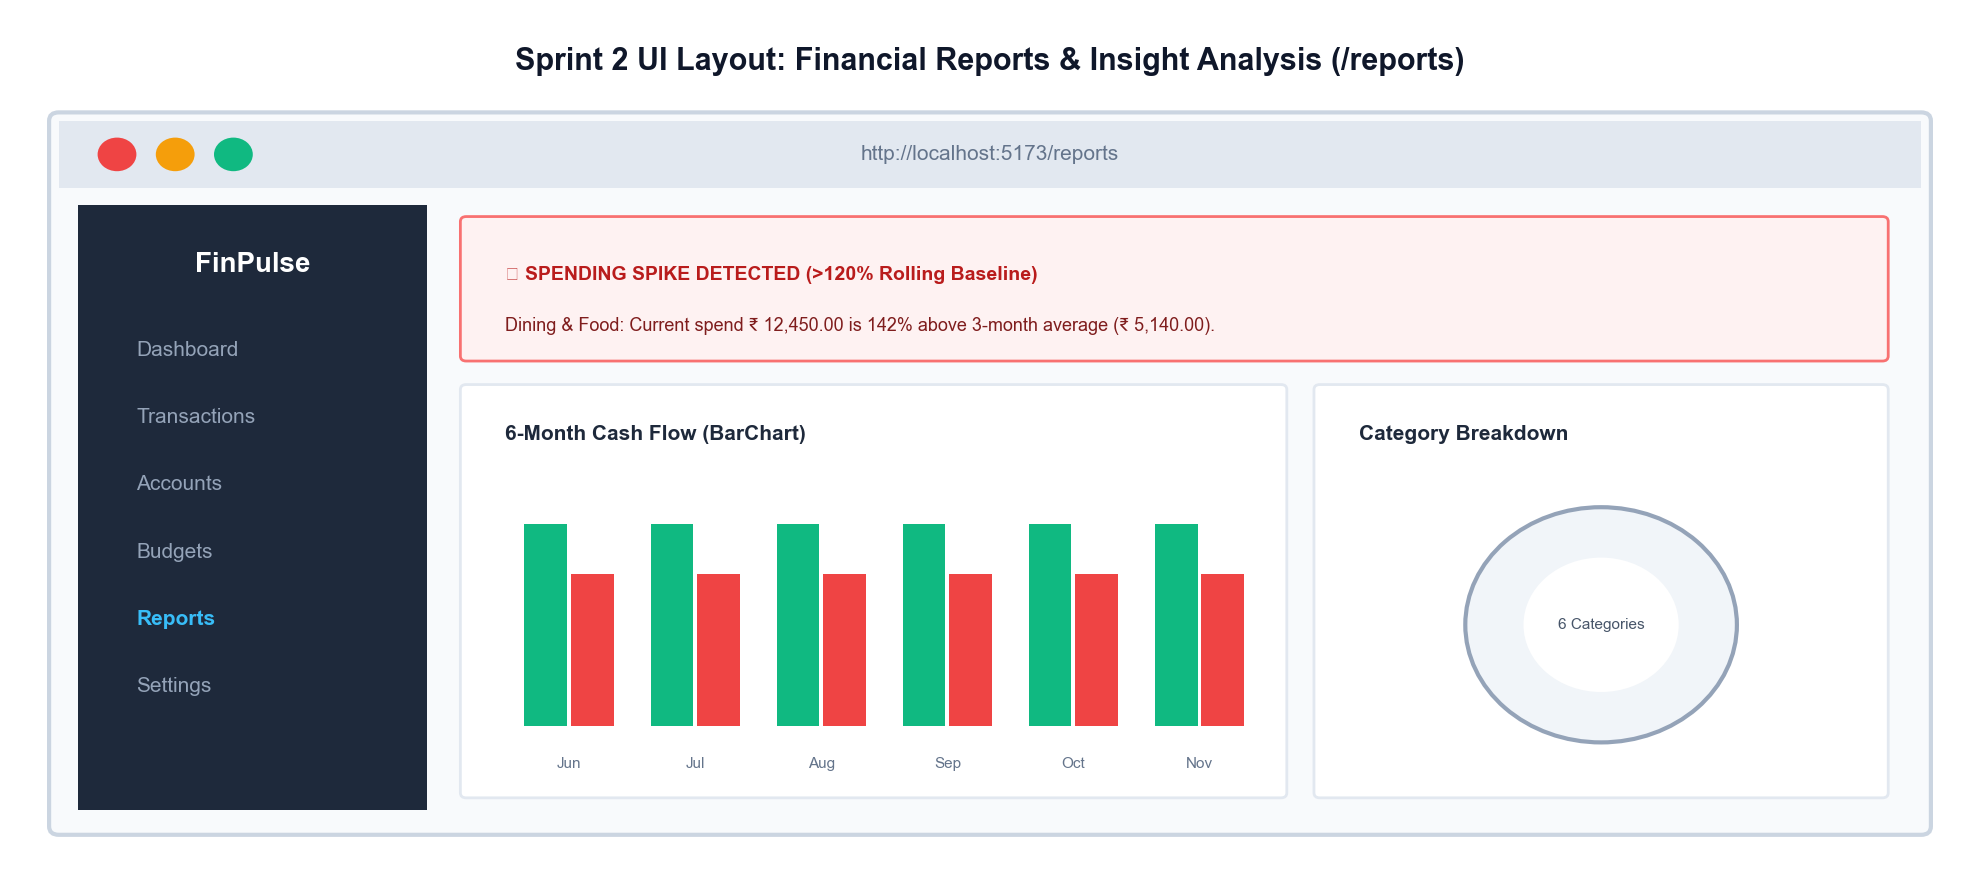 Sprint 2 UI Layout: Financial Reports & Insight Analysis (/reports)
http://localhost:5173/reports
FinPulse
Dashboard
Transactions
Accounts
Budgets
Reports
Settings
▯ SPENDING SPIKE DETECTED (>120% Rolling Baseline)
Dining & Food: Current spend ₹ 12,450.00 is 142% above 3-month average (₹ 5,140.00).
6-Month Cash Flow (BarChart)
Jun
Jul
Aug
Sep
Oct
Nov
Category Breakdown
6 Categories